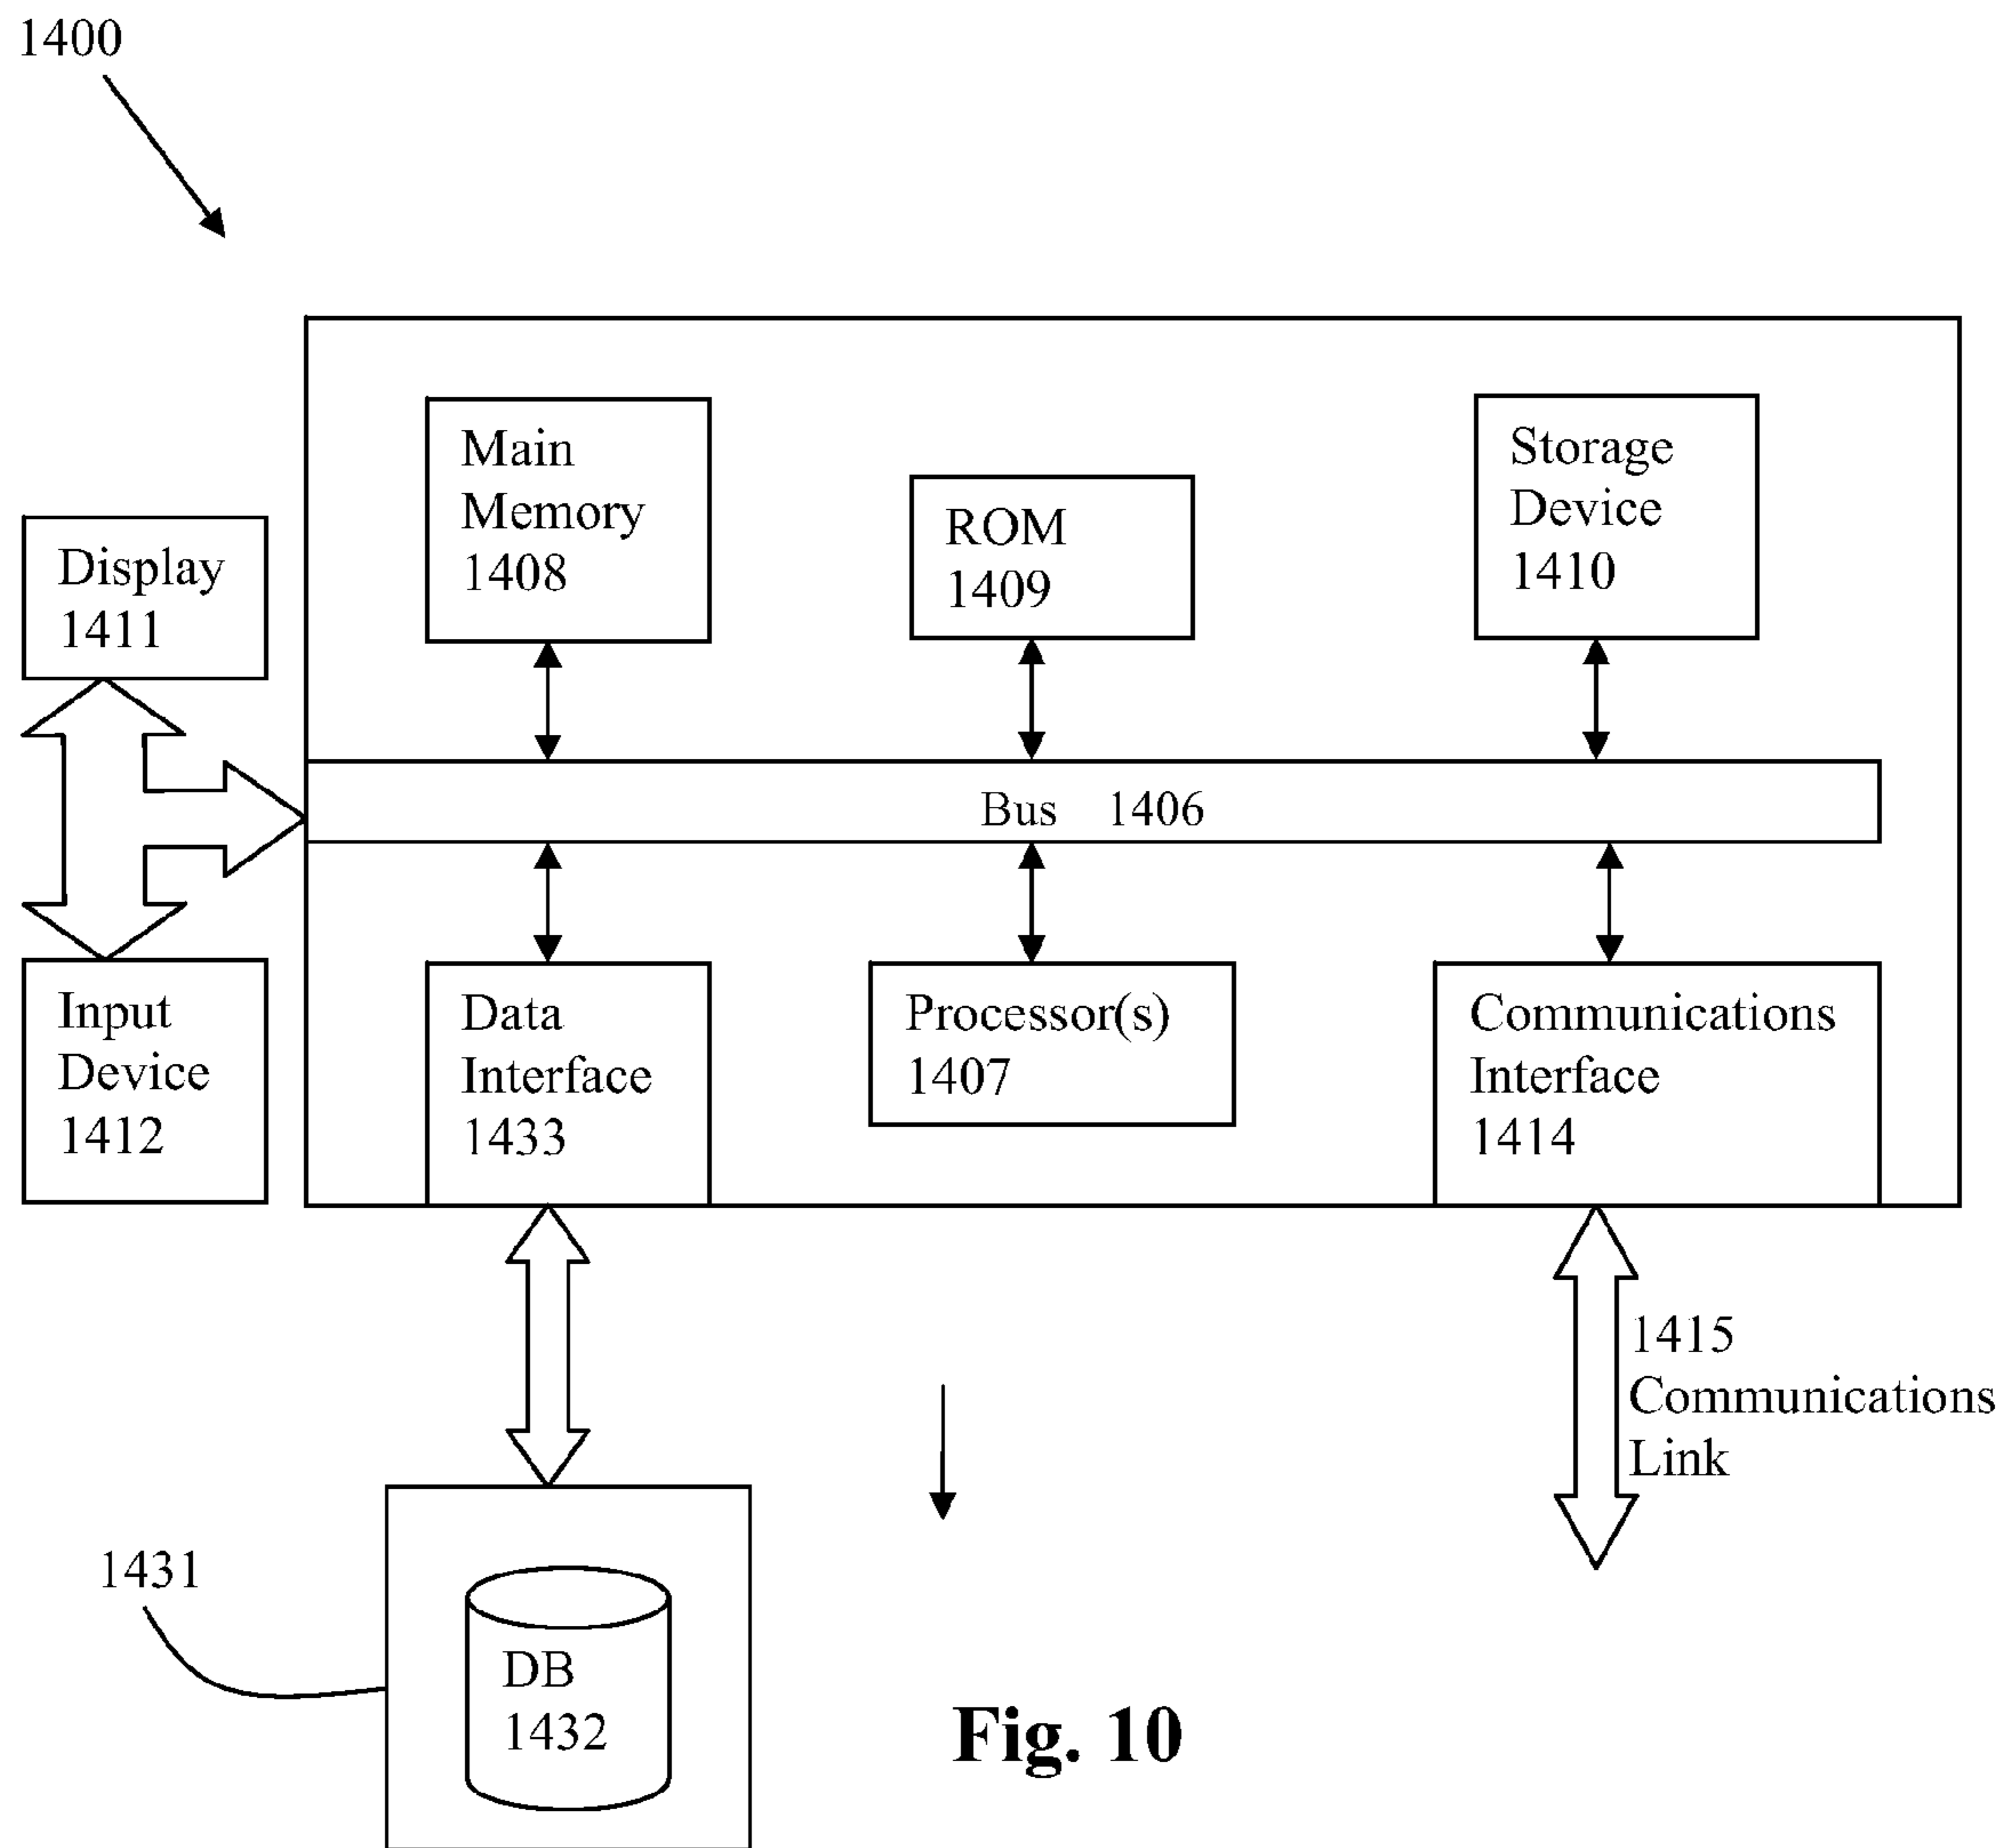 1400
Main
Memory
1408
ROM
1409
Storage
Device
1410
Display
1411
Bus 1406
Input
Device
1412
Data
Interface
1433
Processor(s)
1407
Communications
Interface
1414
1415
Communications
Link
1431
DB
1432
Fig. 10